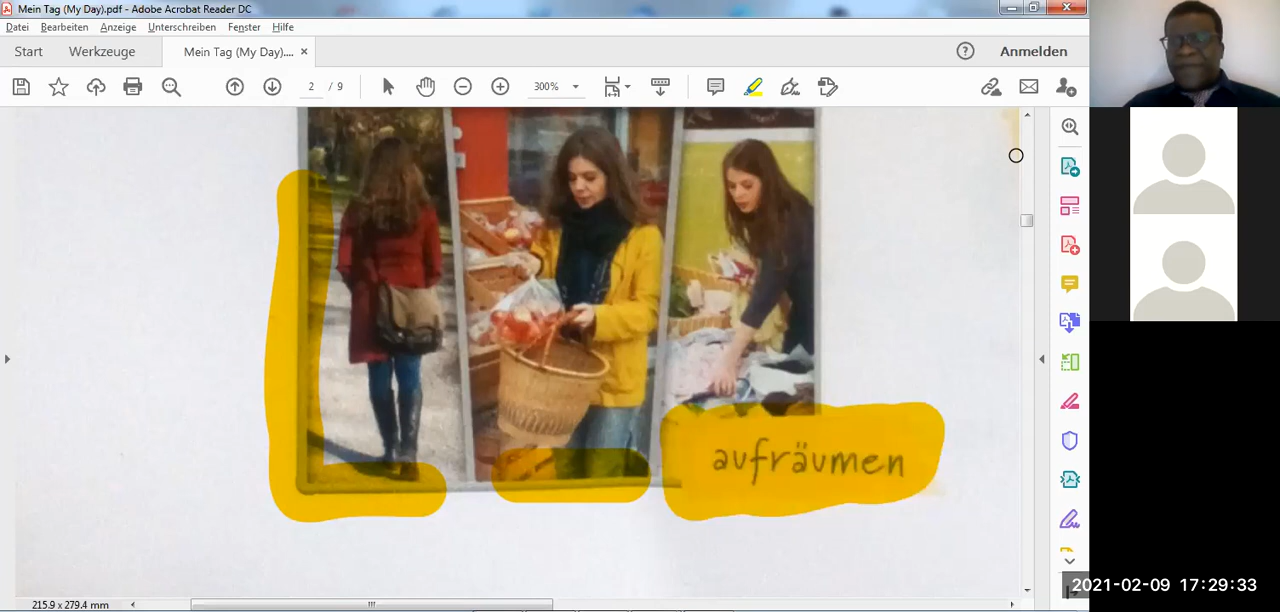 Mein Tag (My Day).pdf - Adobe Acrobat Reader DC
Datei Bearbeiten Anzeige Unterschreiben Fenster Hilfe
Start Werkzeuge Mein Tag (My Day).... × Anmelden
2 / 9 300%
aufräumen
215.9 x 279.4 mm
2021-02-09 17:29:33